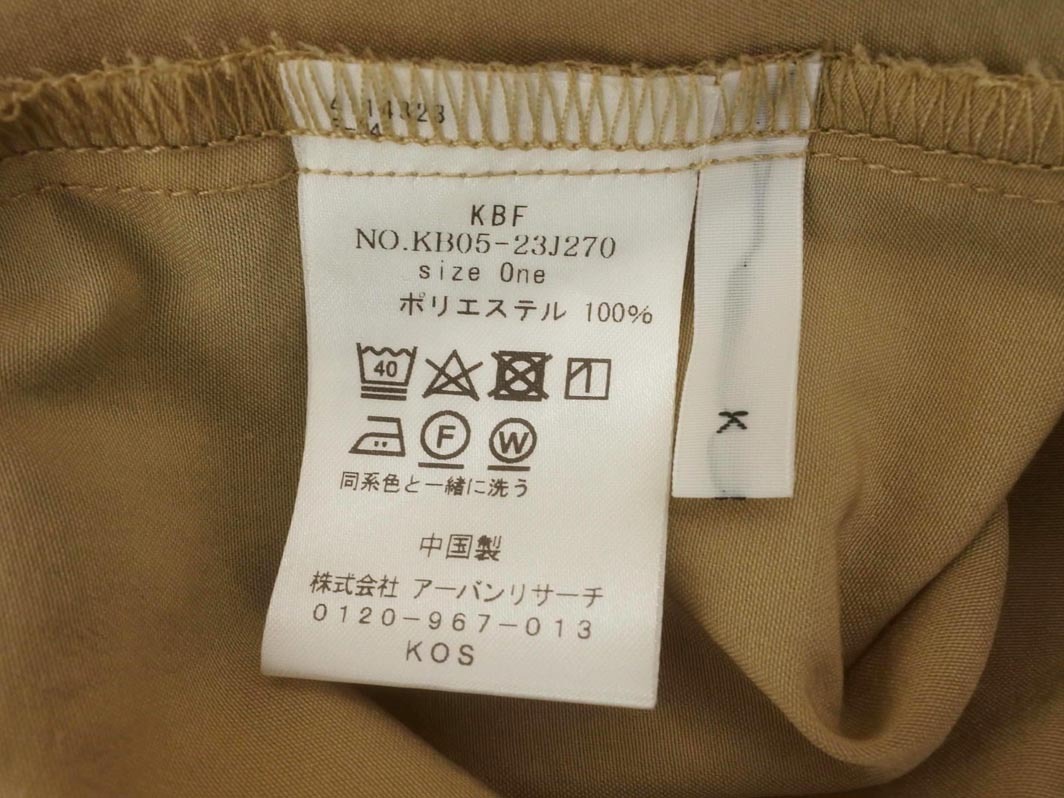 KBF
NO.KB05-23J270
size One
ポリエステル 100%
40
F W
同系色と一緒に洗う
中国製
株式会社 アーバンリサーチ
0120-967-013
KOS
K